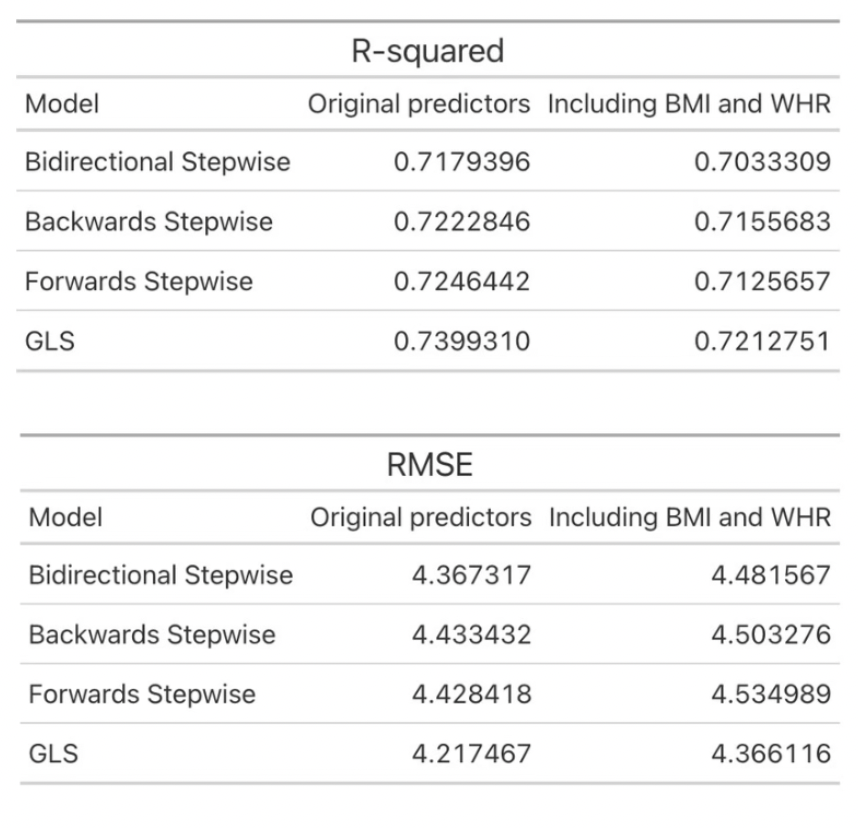 R-squared
Model Original predictors Including BMI and WHR
Bidirectional Stepwise 0.7179396 0.7033309
Backwards Stepwise 0.7222846 0.7155683
Forwards Stepwise 0.7246442 0.7125657
GLS 0.7399310 0.7212751
RMSE
Model Original predictors Including BMI and WHR
Bidirectional Stepwise 4.367317 4.481567
Backwards Stepwise 4.433432 4.503276
Forwards Stepwise 4.428418 4.534989
GLS 4.217467 4.366116